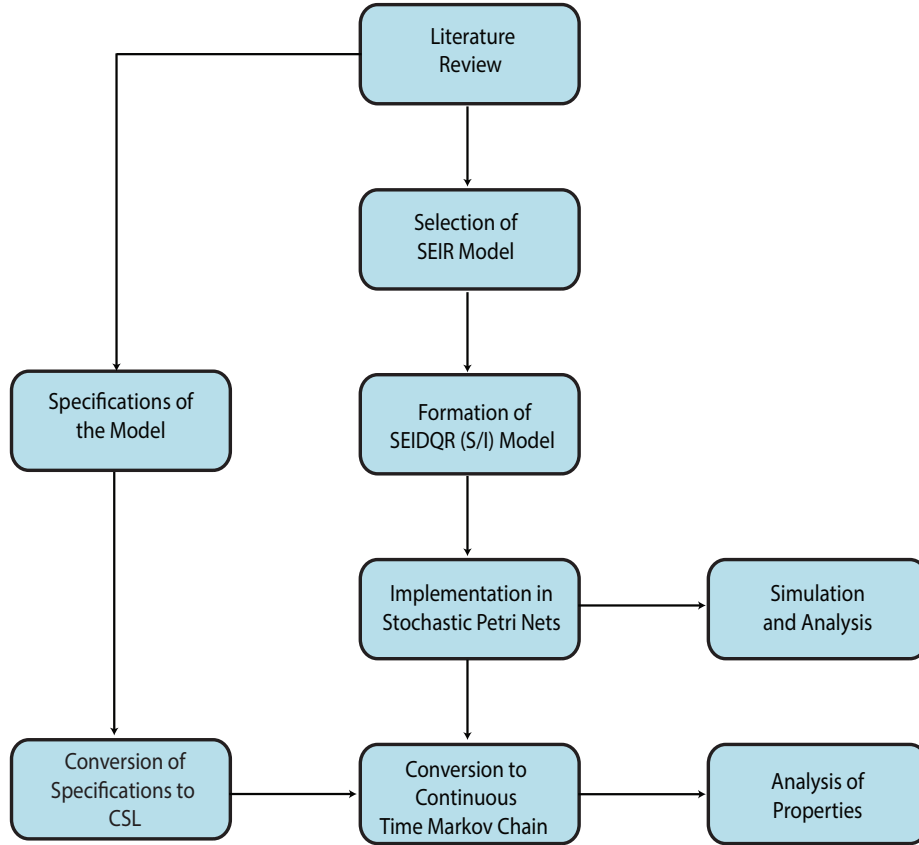 Literature
Review
Selection of
SEIR Model
Specifications of
the Model
Formation of
SEIDQR (S/I) Model
Implementation in
Stochastic Petri Nets
Simulation
and Analysis
Conversion of
Specifications to
CSL
Conversion to
Continuous
Time Markov Chain
Analysis of
Properties